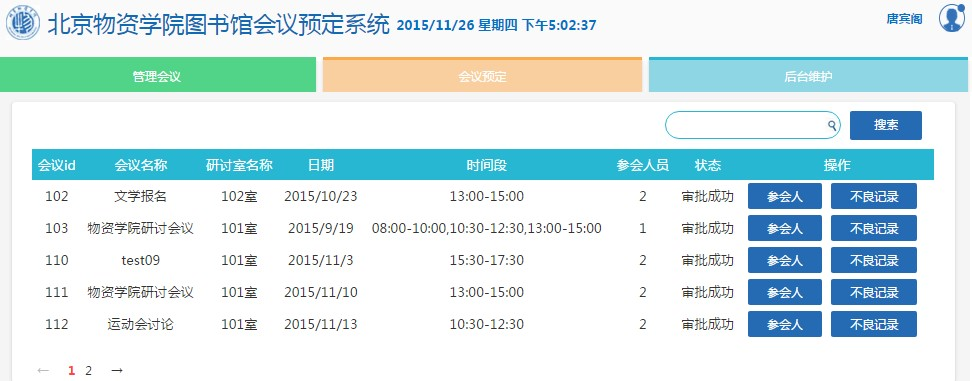 北京物资学院图书馆会议预定系统 2015/11/26 星期四 下午5:02:37 唐宾阁
管理会议 会议预定 后台维护
搜索
会议id 会议名称 研讨室名称 日期 时间段 参会人员 状态 操作
102 文学报名 102室 2015/10/23 13:00-15:00 2 审批成功 参会人 不良记录
103 物资学院研讨会议 101室 2015/9/19 08:00-10:00,10:30-12:30,13:00-15:00 1 审批成功 参会人 不良记录
110 test09 101室 2015/11/3 15:30-17:30 2 审批成功 参会人 不良记录
111 物资学院研讨会议 101室 2015/11/10 13:00-15:00 2 审批成功 参会人 不良记录
112 运动会讨论 101室 2015/11/13 10:30-12:30 2 审批成功 参会人 不良记录
← 1 2 →